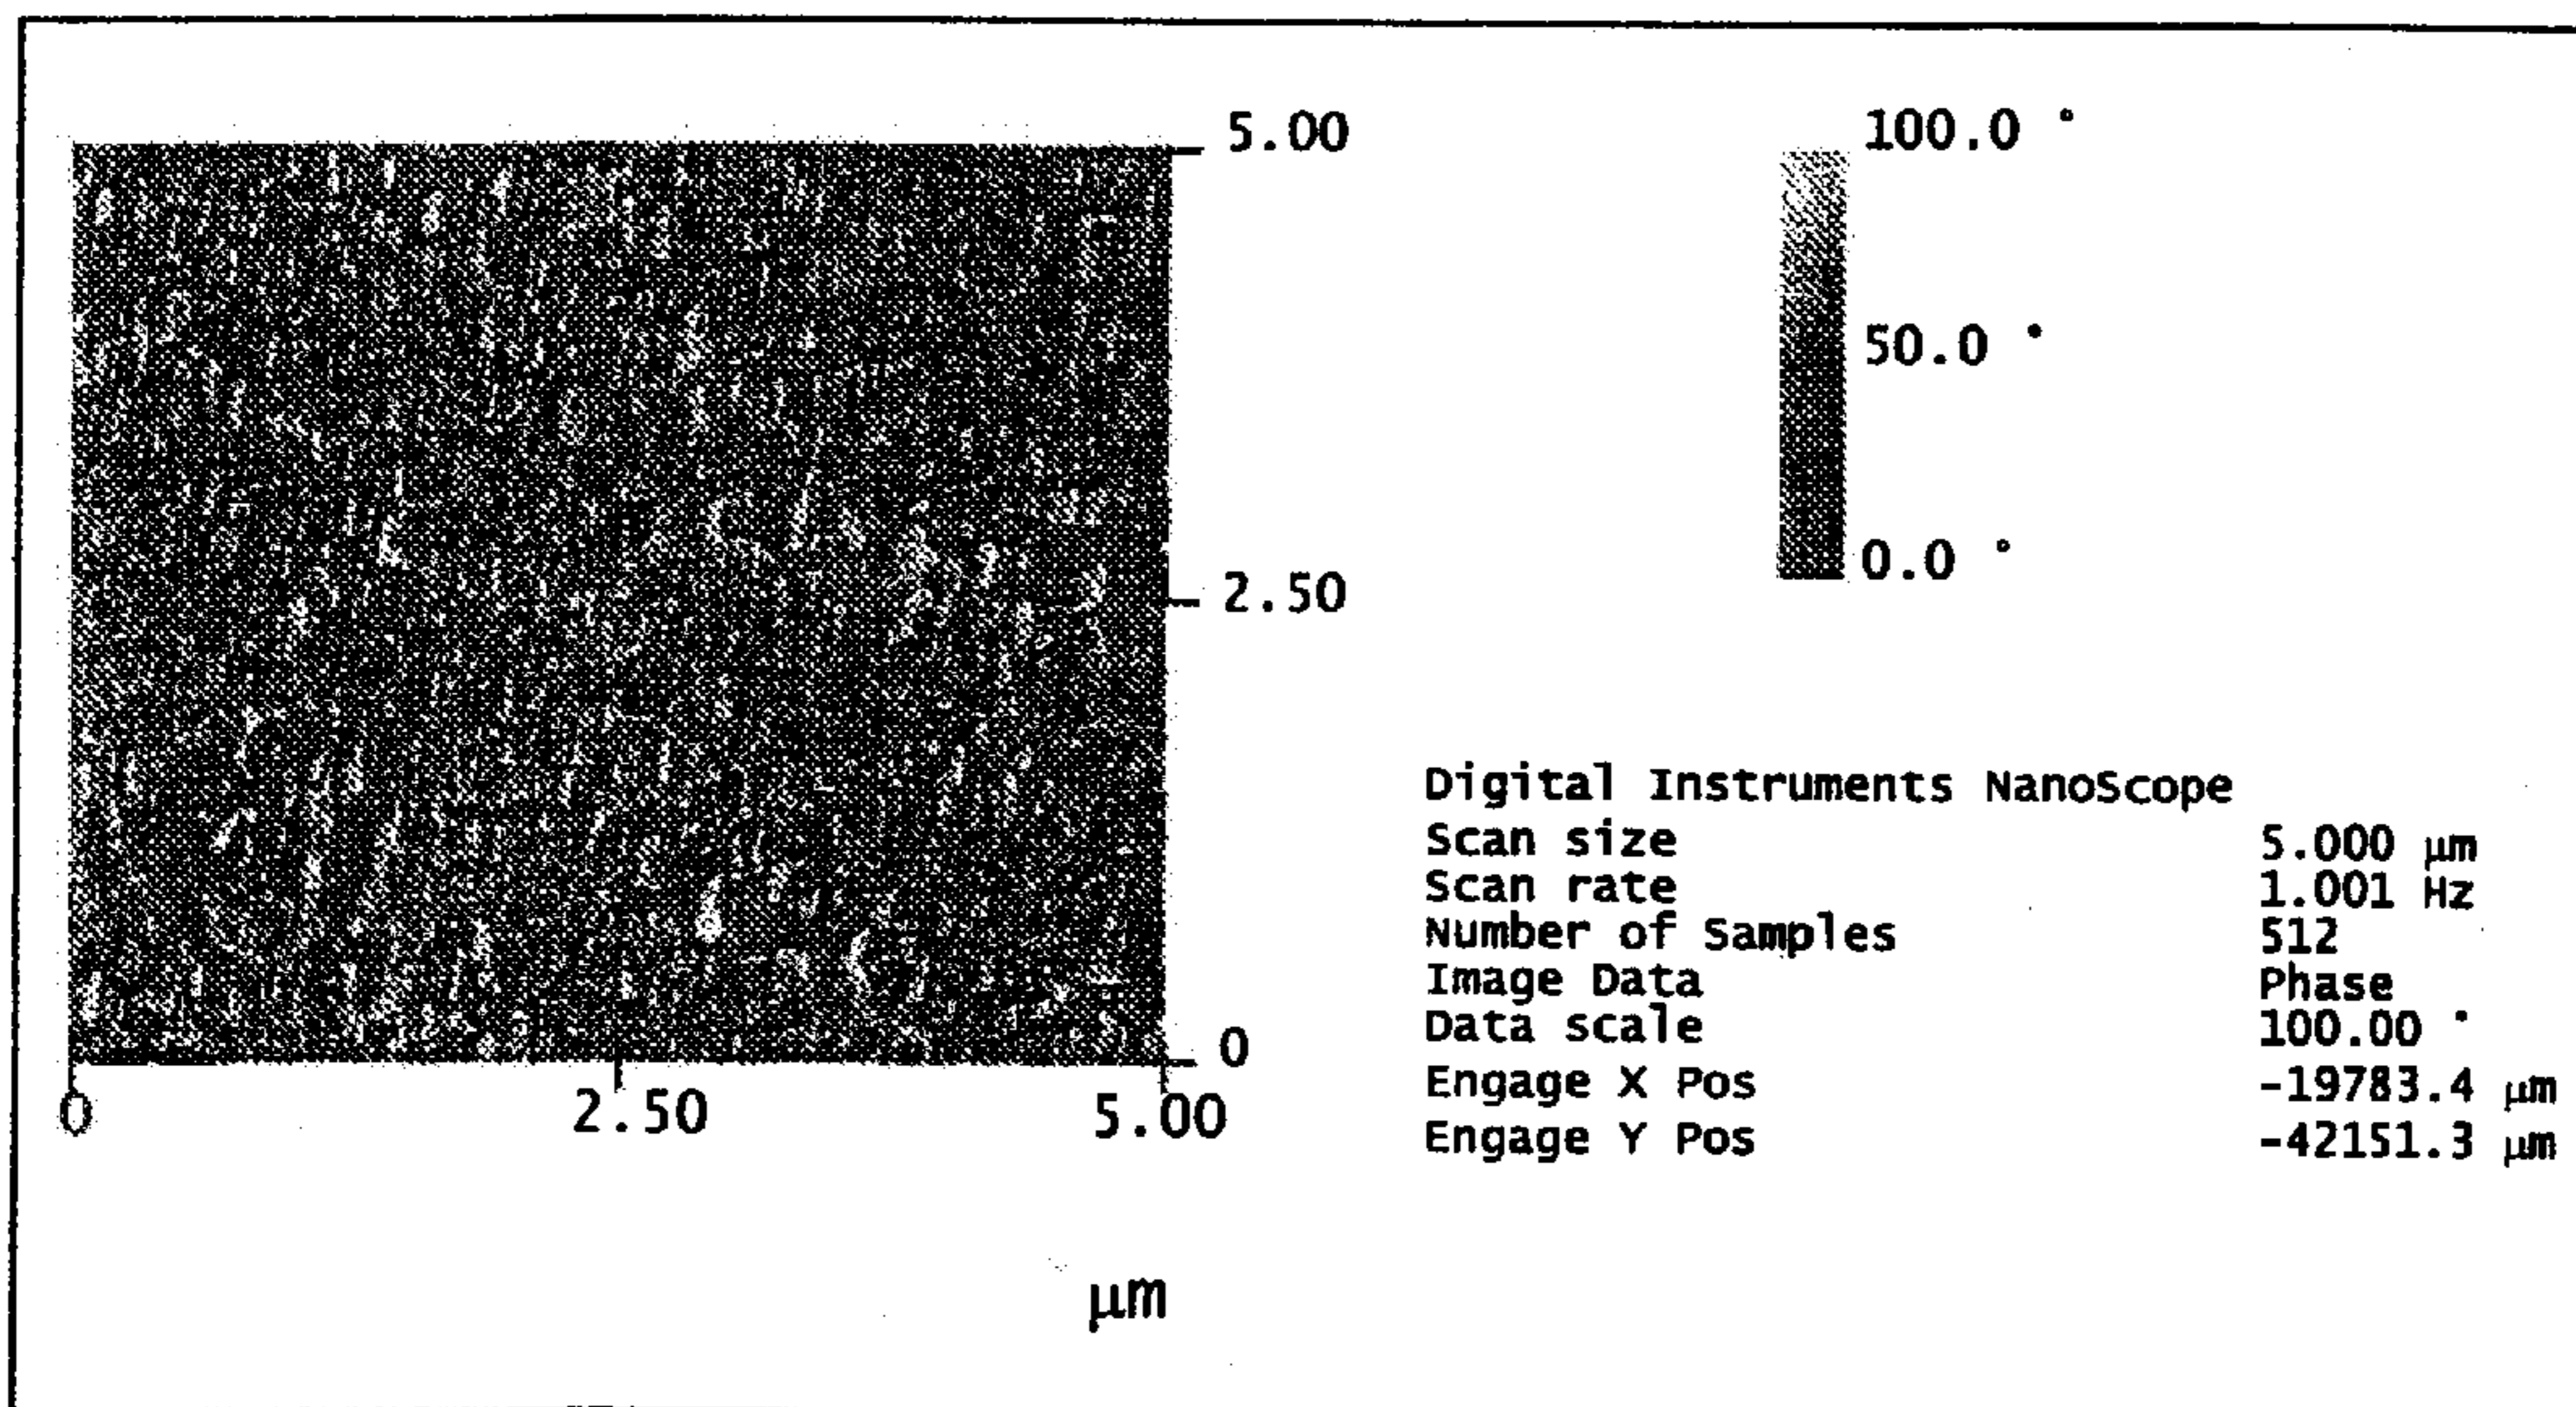 5.00
2.50
0
0
2.50
5.00
μm
100.0 °
50.0 °
0.0 °
Digital Instruments NanoScope
Scan size 5.000 μm
Scan rate 1.001 Hz
Number of Samples 512
Image Data Phase
Data scale 100.00 °
Engage X Pos -19783.4 μm
Engage Y Pos -42151.3 μm